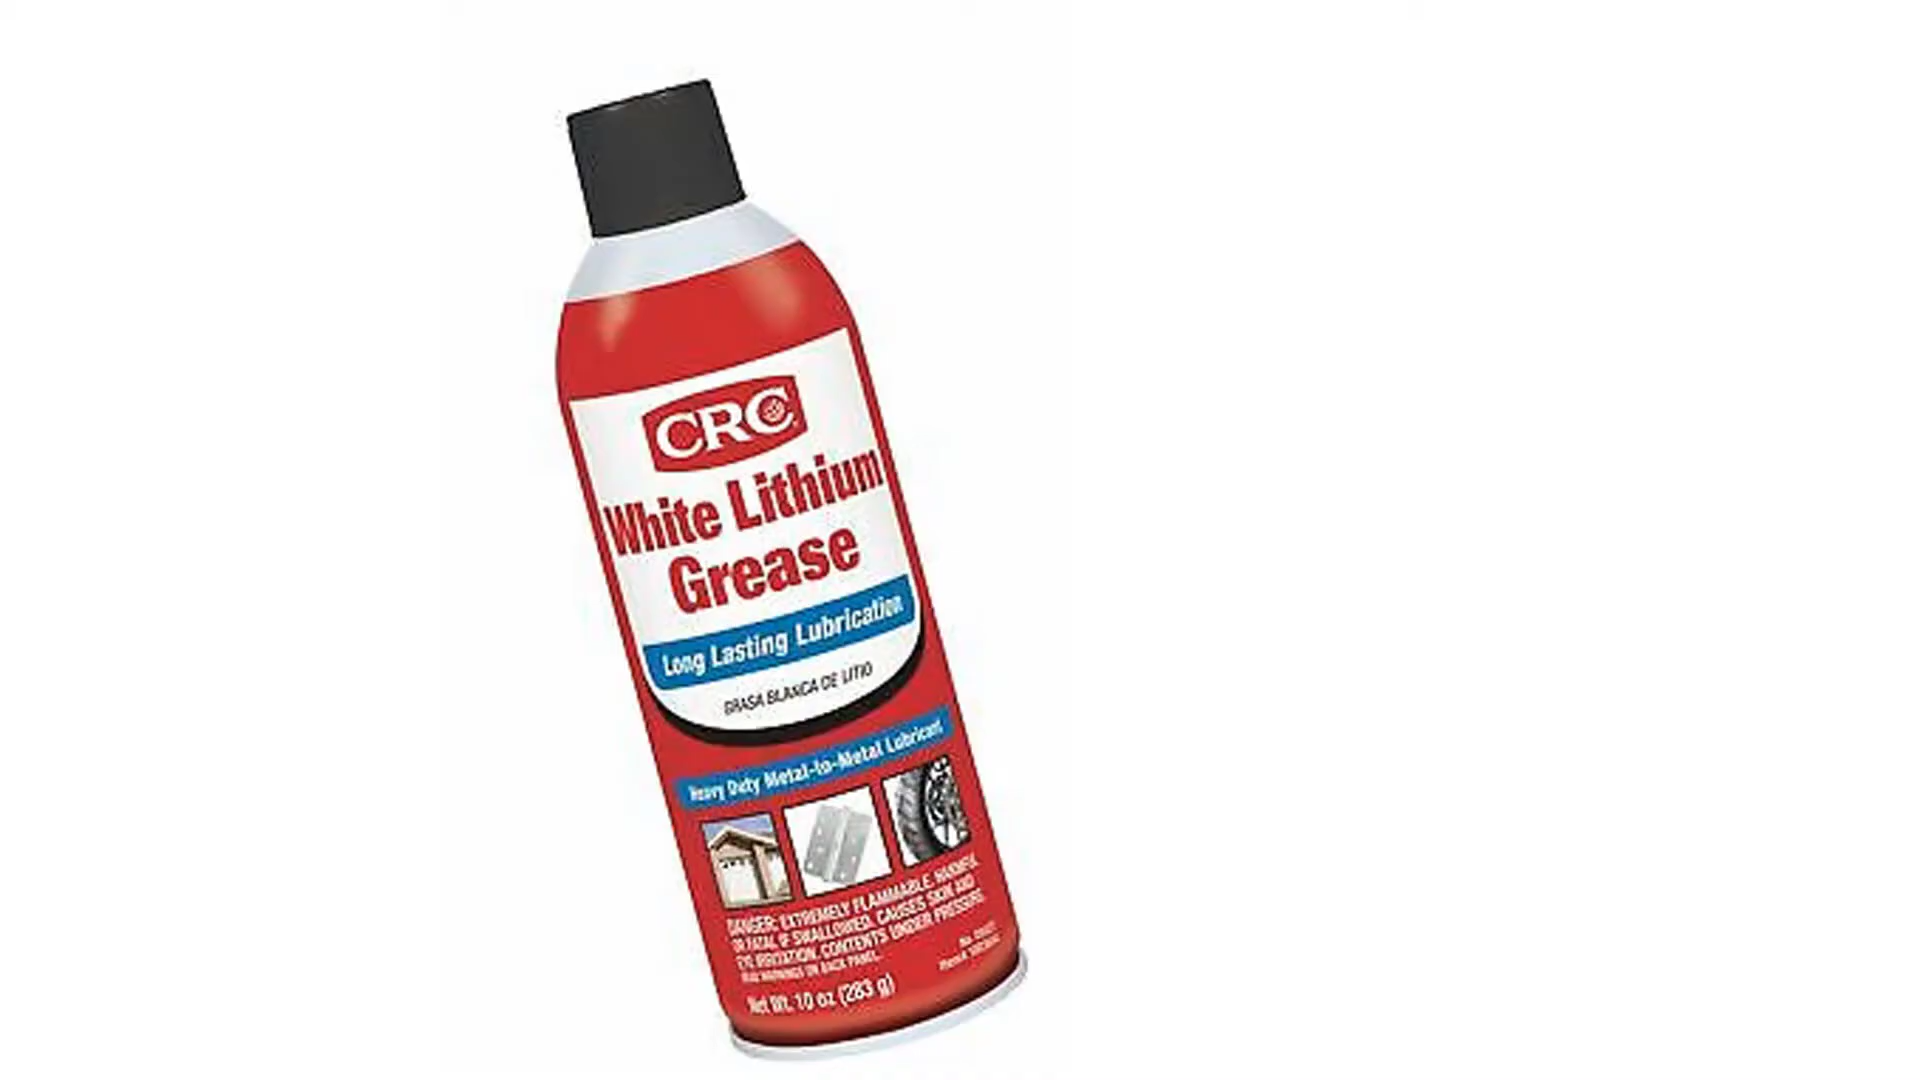 CRC
White Lithium
Grease
Long Lasting Lubrication
GRASA BLANCA DE LITIO
Heavy Duty Metal-to-Metal Lubricant
DANGER: EXTREMELY FLAMMABLE. HARMFUL
OR FATAL IF SWALLOWED. CAUSES SKIN AND
EYE IRRITATION. CONTENTS UNDER PRESSURE.
READ WARNINGS ON BACK PANEL.
Net Wt. 10 oz (283 g)